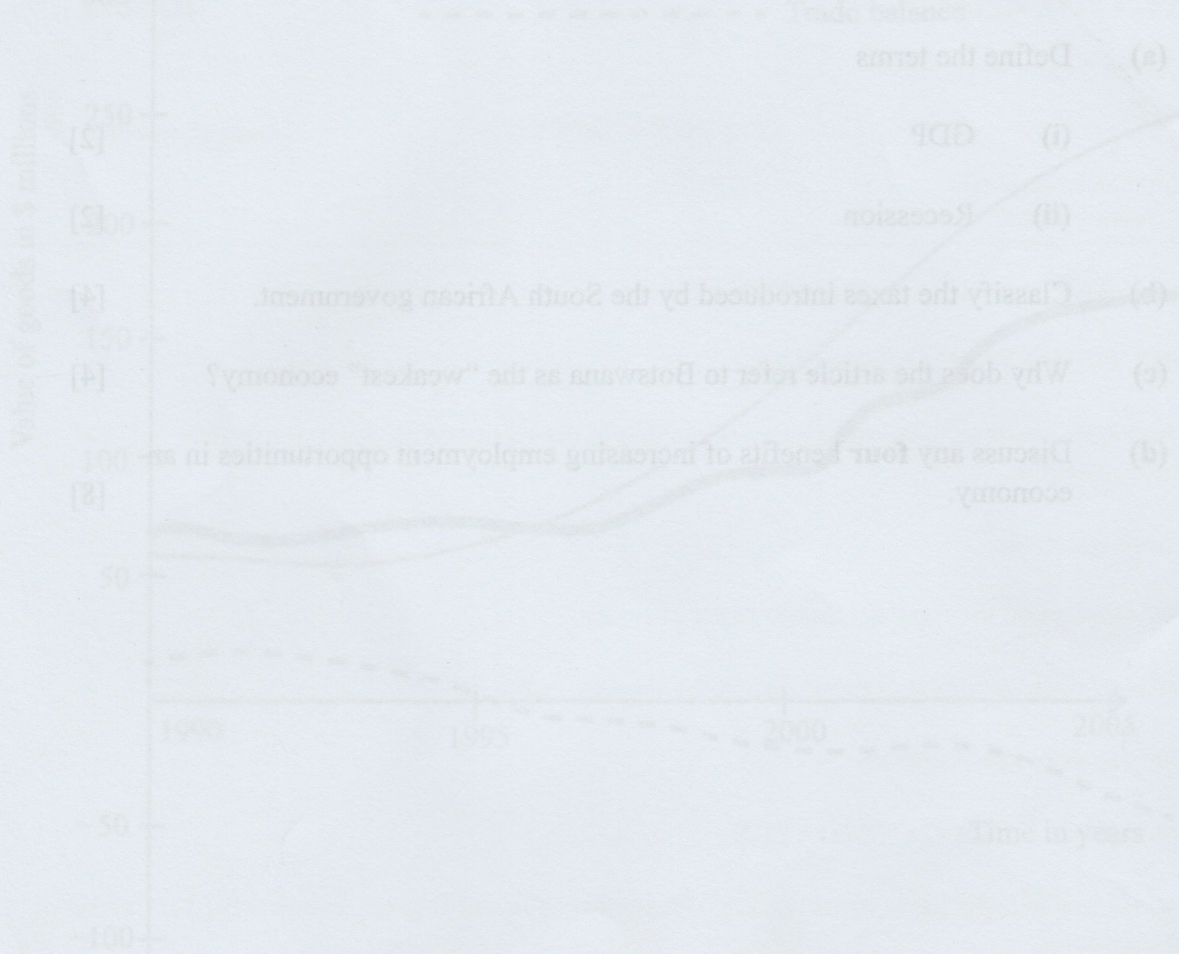 Trade balance
Value of goods in $ millions
250
200
150
100
50
1990
1995
2000
2005
Time in years
-50
-100
(a) Define the terms
(i) GDP [2]
(ii) Recession [2]
(b) Classify the taxes introduced by the South African government. [4]
(c) Why does the article refer to Botswana as the "weakest" economy? [4]
(d) Discuss any four benefits of increasing employment opportunities in an
economy. [8]